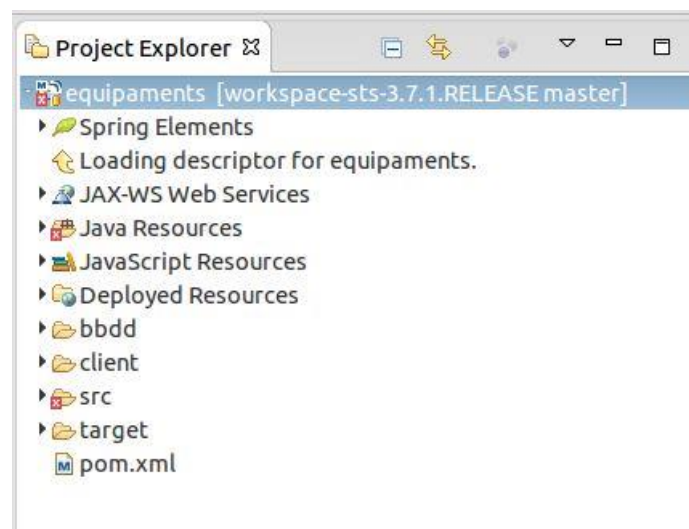 Project Explorer
equipaments [workspace-sts-3.7.1.RELEASE master]
Spring Elements
Loading descriptor for equipaments.
JAX-WS Web Services
Java Resources
JavaScript Resources
Deployed Resources
bbdd
client
src
target
pom.xml